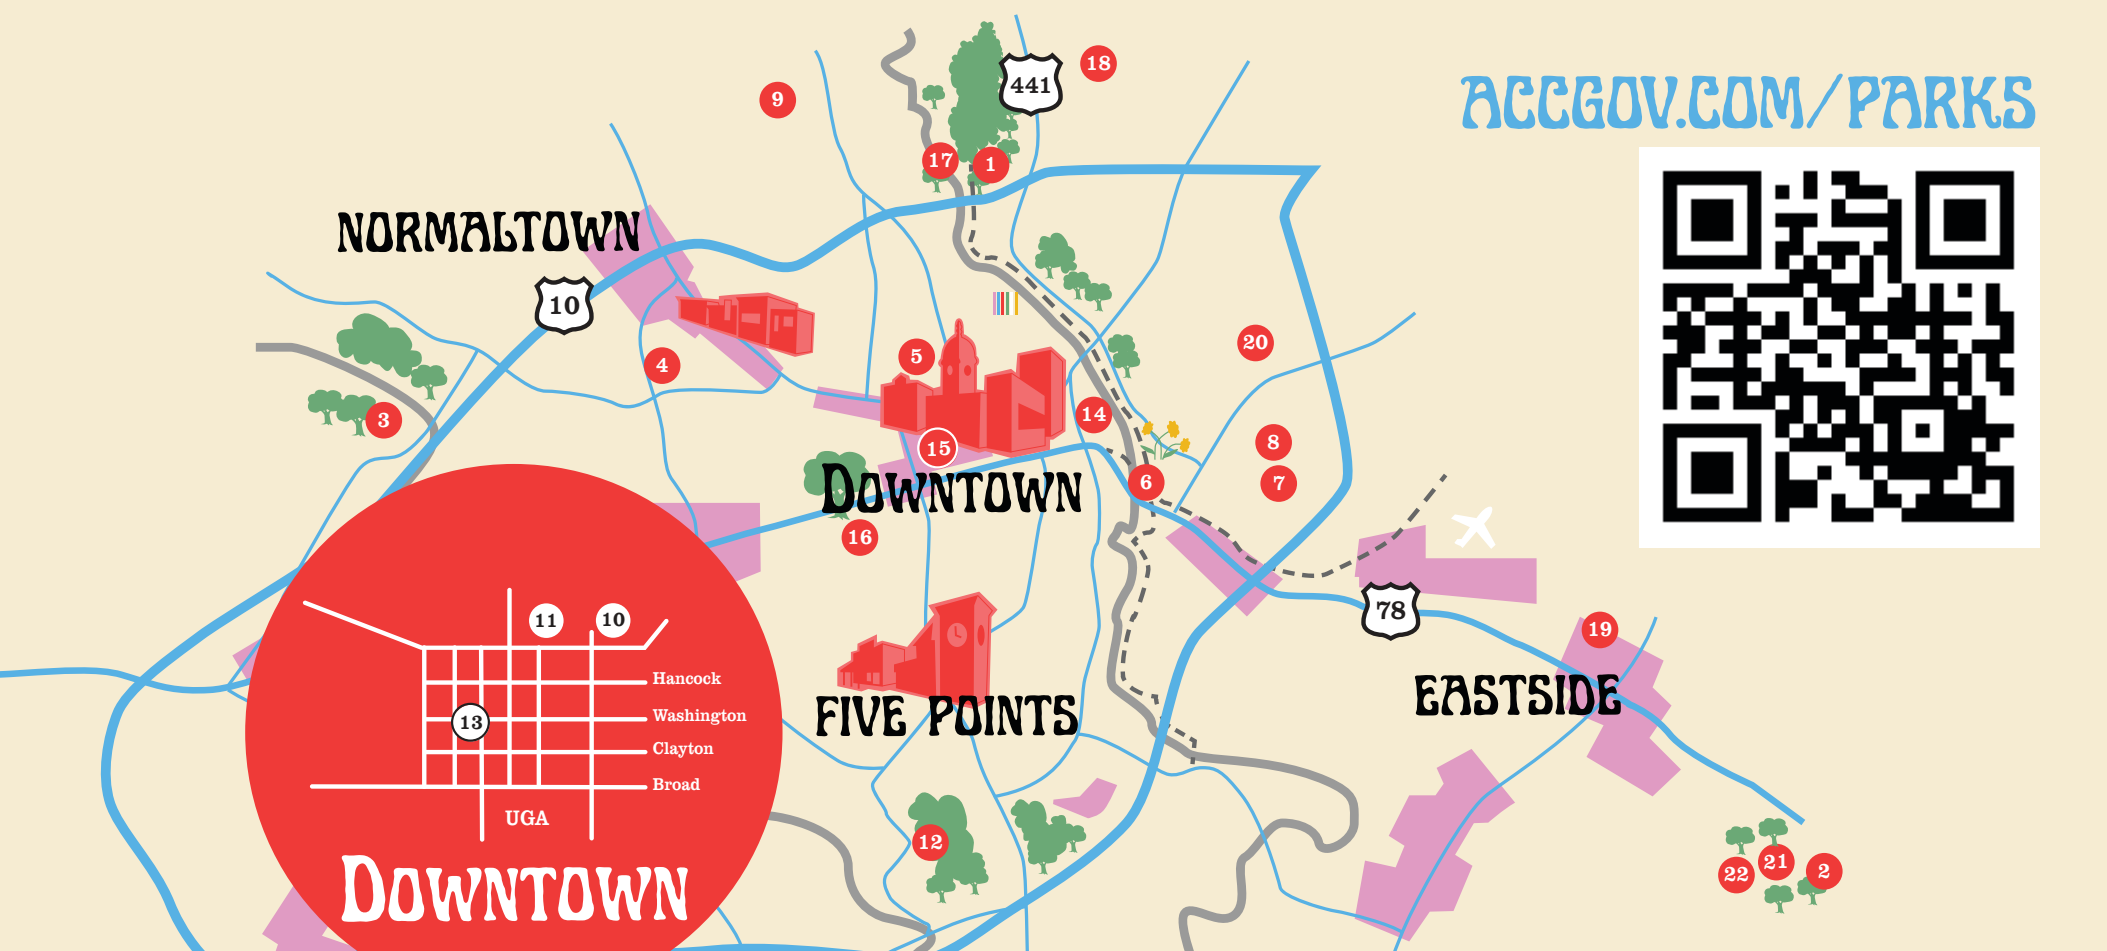 18
441
9
ACCGOV.COM/PARKS
17
1
NORMALTOWN
10
20
5
4
14
3
8
15
6
7
DOWNTOWN
16
78
19
11
10
EASTSIDE
Hancock
FIVE POINTS
Washington
13
Clayton
Broad
UGA
12
21
2
22
DOWNTOWN